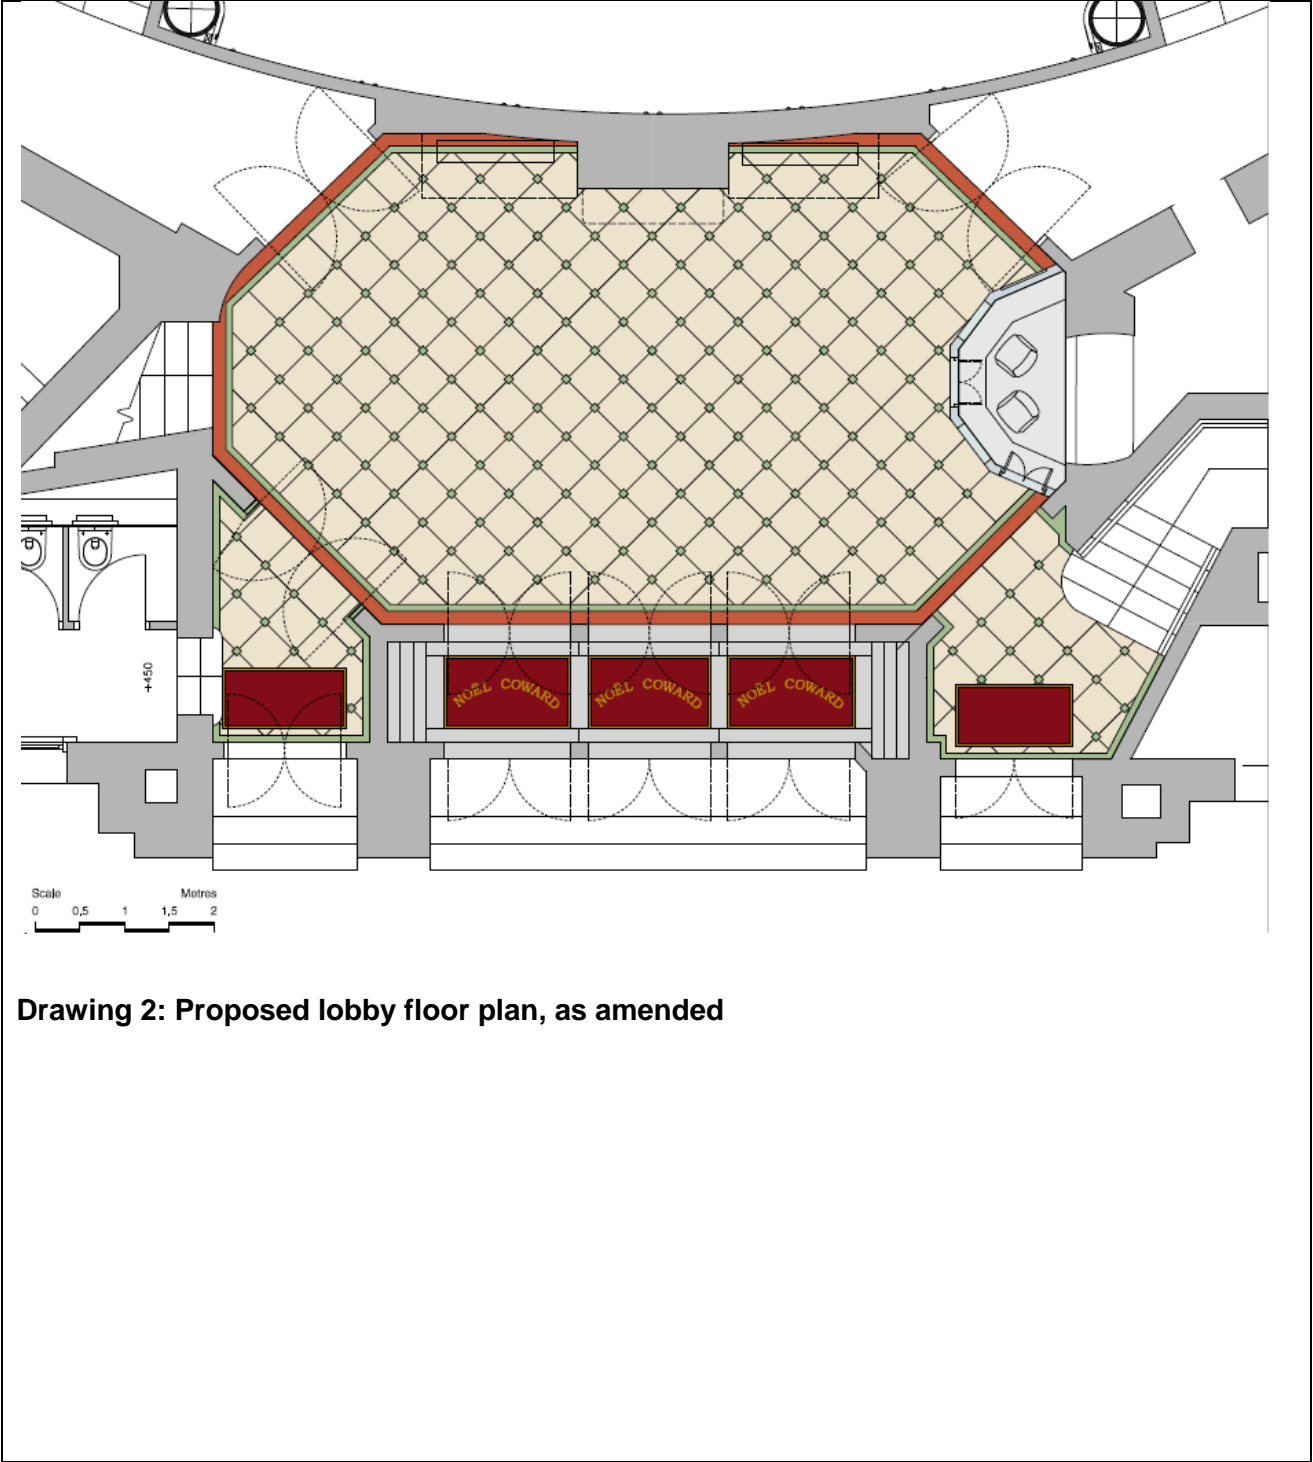 +450
NOËL COWARD
NOËL COWARD
NOËL COWARD
Scale Metres
0 0,5 1 1,5 2
Drawing 2: Proposed lobby floor plan, as amended